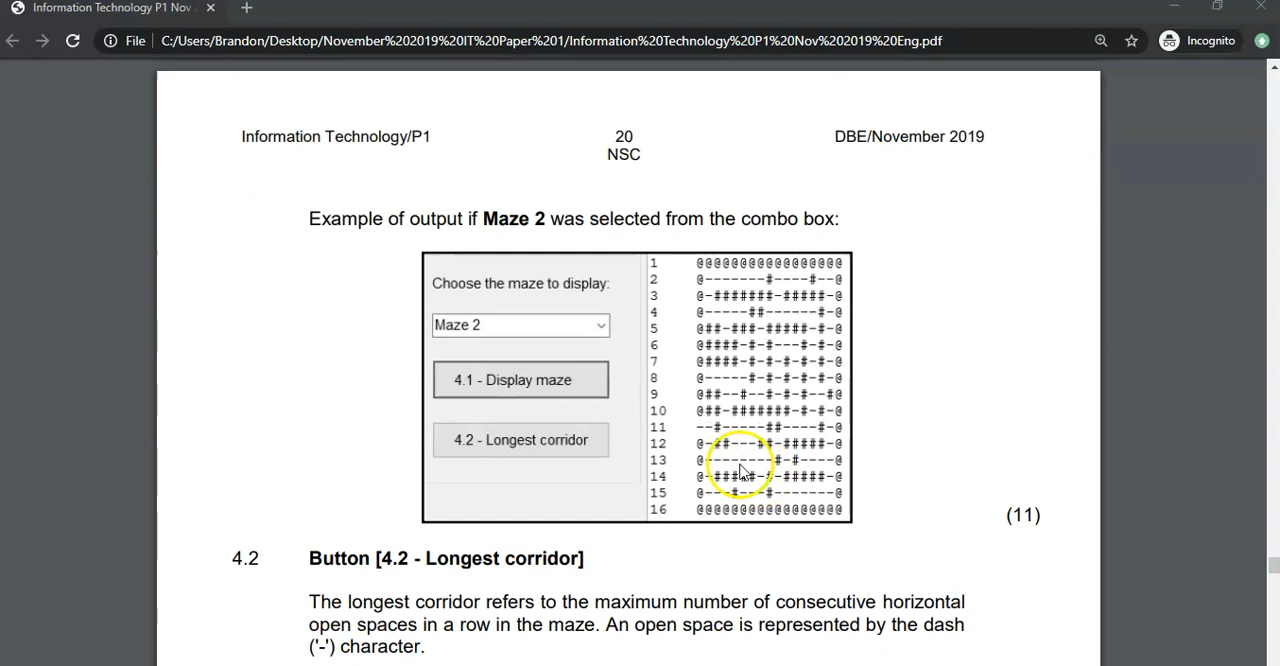 Information Technology P1 Nov
File | C:/Users/Brandon/Desktop/November%202019%20IT%20Paper%201/Information%20Technology%20P1%20Nov%202019%20Eng.pdf Incognito
Information Technology/P1 20 DBE/November 2019
NSC
Example of output if Maze 2 was selected from the combo box:
Choose the maze to display:
Maze 2
4.1 - Display maze
4.2 - Longest corridor
1 @@@@@@@@@@@@@@@@@
2 @-------#----#--@
3 @-#######-#####-@
4 @-----##------#-@
5 @##-###-#####-#-@
6 @####-#-#---#-#-@
7 @####-#-#-#-#-#-@
8 @-----#-#-#-#-#-@
9 @##--#--#-#-#--#@
10 @##-#######-#-#-@
11 --#-----##----#-@
12 @-##---##-#####-@
13 @--------#-#----@
14 @-#####-#-#####-@
15 @---#---#-------@
16 @@@@@@@@@@@@@@@@@
(11)
4.2 Button [4.2 - Longest corridor]
The longest corridor refers to the maximum number of consecutive horizontal
open spaces in a row in the maze. An open space is represented by the dash
('-') character.